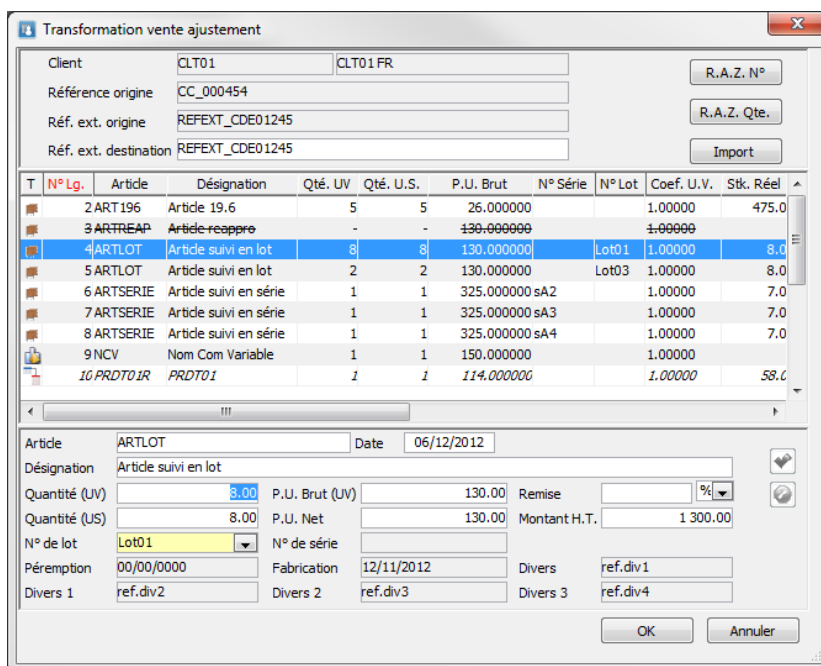 Transformation vente ajustement
Client CLT01 CLT01 FR
R.A.Z. N°
Référence origine CC_000454
Réf. ext. origine REFEXT_CDE01245
R.A.Z. Qte.
Réf. ext. destination REFEXT_CDE01245
Import
T N° Lg. Article Désignation Qté. UV Qté. U.S. P.U. Brut N° Série N° Lot Coef. U.V. Stk. Réel
2 ART196 Article 19.6 5 5 26.000000 1.00000 475.0
3 ARTREAP Article reappro - - 130.000000 1.00000
4 ARTLOT Article suivi en lot 8 8 130.000000 Lot01 1.00000 8.0
5 ARTLOT Article suivi en lot 2 2 130.000000 Lot03 1.00000 8.0
6 ARTSERIE Article suivi en série 1 1 325.000000 sA2 1.00000 7.0
7 ARTSERIE Article suivi en série 1 1 325.000000 sA3 1.00000 7.0
8 ARTSERIE Article suivi en série 1 1 325.000000 sA4 1.00000 7.0
9 NCV Nom Com Variable 1 1 150.000000 1.00000
10 PRDT01R PRDT01 1 1 114.000000 1.00000 58.0
Article ARTLOT Date 06/12/2012
Désignation Article suivi en lot
Quantité (UV) 8.00 P.U. Brut (UV) 130.00 Remise %
Quantité (US) 8.00 P.U. Net 130.00 Montant H.T. 1 300.00
N° de lot Lot01 N° de série
Péremption 00/00/0000 Fabrication 12/11/2012 Divers ref.div1
Divers 1 ref.div2 Divers 2 ref.div3 Divers 3 ref.div4
OK Annuler